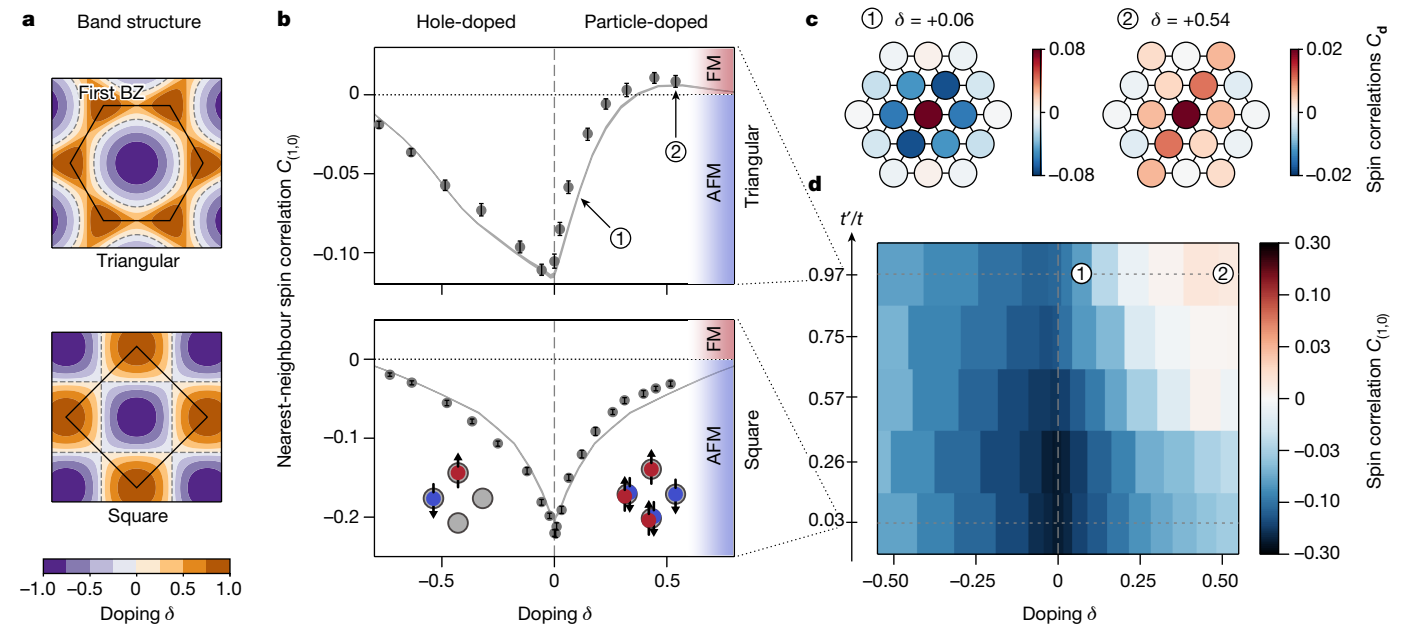 a
Band structure
First BZ
Triangular
Square
−1.0 −0.5 0 0.5 1.0
Doping δ
b
Hole-doped
Particle-doped
Nearest-neighbour spin correlation C(1,0)
0
−0.05
−0.10
1
2
FM
AFM
Triangular
0
−0.1
−0.2
FM
AFM
Square
−0.5 0 0.5
Doping δ
c
1 δ = +0.06
0.08
0
−0.08
2 δ = +0.54
0.02
0
−0.02
Spin correlations Cd
d
t′/t
0.97
0.75
0.57
0.26
0.03
1
2
−0.50 −0.25 0 0.25 0.50
Doping δ
0.30
0.10
0.03
0
−0.03
−0.10
−0.30
Spin correlation C(1,0)